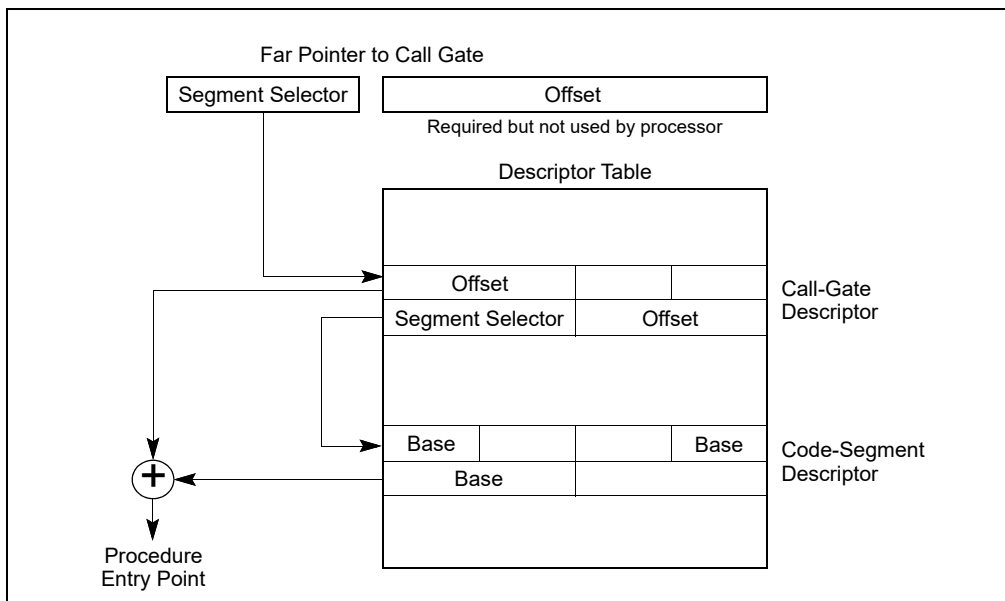 Far Pointer to Call Gate
Segment Selector
Offset
Required but not used by processor
Descriptor Table
Offset
Call-Gate
Descriptor
Segment Selector
Offset
Base
Base
Code-Segment
Descriptor
Base
+
Procedure
Entry Point